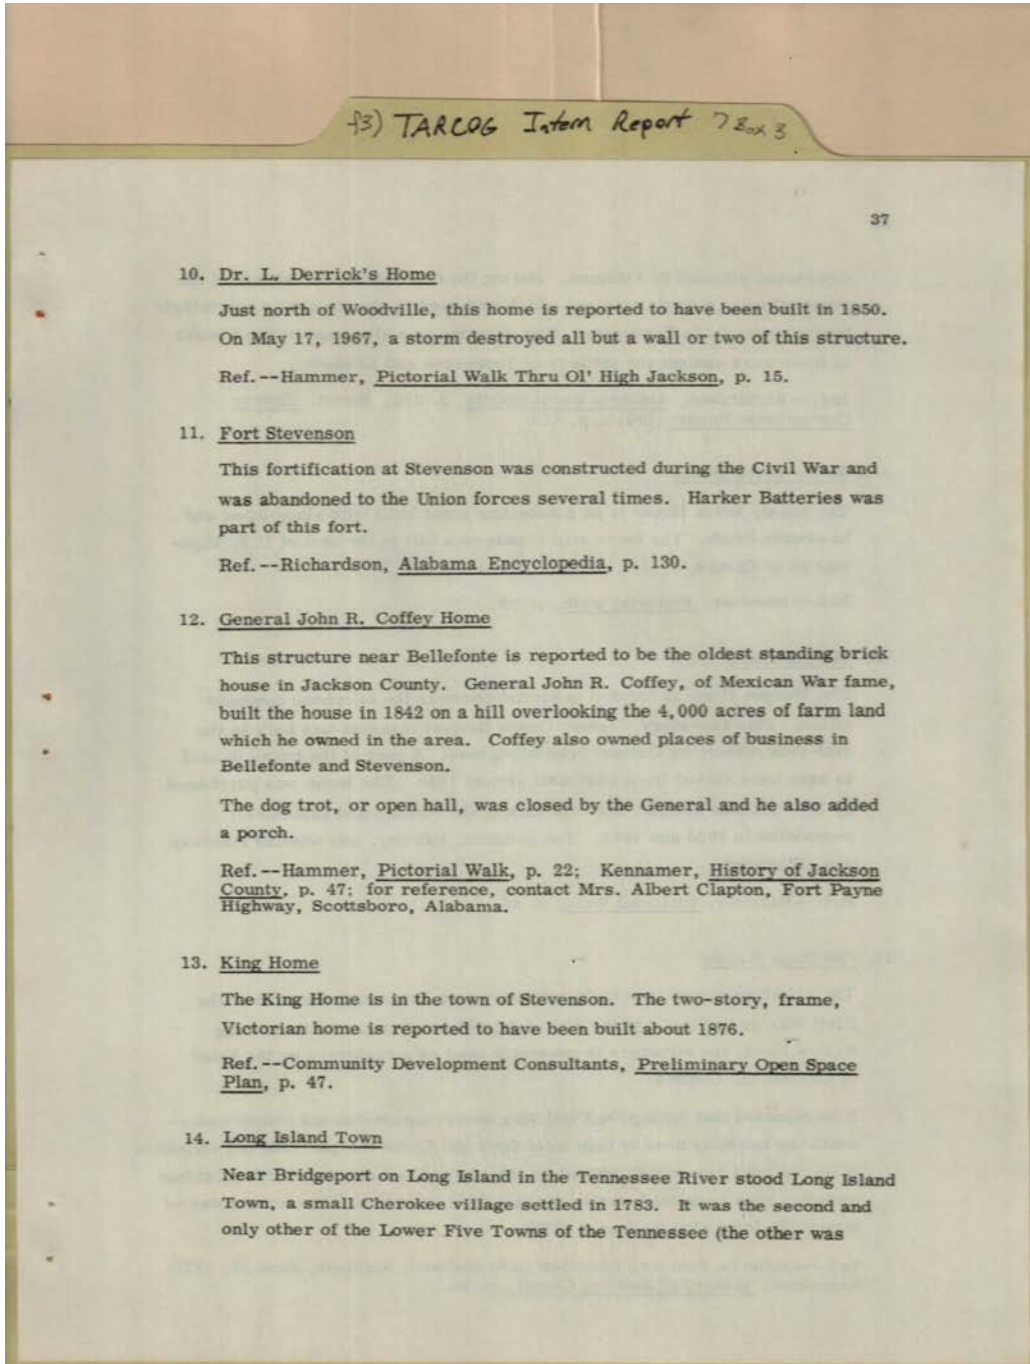 f3) TARCOG Intern Report 7 Box 3
37
10. Dr. L. Derrick's Home
Just north of Woodville, this home is reported to have been built in 1850.
On May 17, 1967, a storm destroyed all but a wall or two of this structure.
Ref.--Hammer, Pictorial Walk Thru Ol' High Jackson, p. 15.
11. Fort Stevenson
This fortification at Stevenson was constructed during the Civil War and
was abandoned to the Union forces several times. Harker Batteries was
part of this fort.
Ref.--Richardson, Alabama Encyclopedia, p. 130.
12. General John R. Coffey Home
This structure near Bellefonte is reported to be the oldest standing brick
house in Jackson County. General John R. Coffey, of Mexican War fame,
built the house in 1842 on a hill overlooking the 4,000 acres of farm land
which he owned in the area. Coffey also owned places of business in
Bellefonte and Stevenson.
The dog trot, or open hall, was closed by the General and he also added
a porch.
Ref.--Hammer, Pictorial Walk, p. 22; Kennamer, History of Jackson
County, p. 47; for reference, contact Mrs. Albert Clapton, Fort Payne
Highway, Scottsboro, Alabama.
13. King Home
The King Home is in the town of Stevenson. The two-story, frame,
Victorian home is reported to have been built about 1876.
Ref.--Community Development Consultants, Preliminary Open Space
Plan, p. 47.
14. Long Island Town
Near Bridgeport on Long Island in the Tennessee River stood Long Island
Town, a small Cherokee village settled in 1783. It was the second and
only other of the Lower Five Towns of the Tennessee (the other was